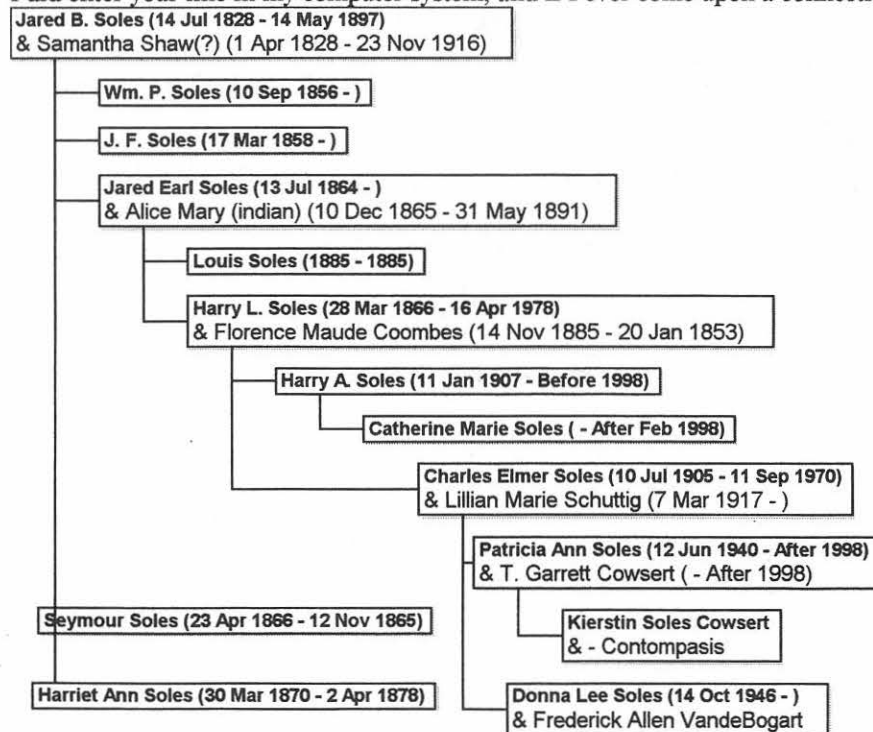 Jared B. Soles (14 Jul 1828 - 14 May 1897)
& Samantha Shaw(?) (1 Apr 1828 - 23 Nov 1916)
Wm. P. Soles (10 Sep 1856 - )
J. F. Soles (17 Mar 1858 - )
Jared Earl Soles (13 Jul 1864 - )
& Alice Mary (indian) (10 Dec 1865 - 31 May 1891)
Louis Soles (1885 - 1885)
Harry L. Soles (28 Mar 1866 - 16 Apr 1978)
& Florence Maude Coombes (14 Nov 1885 - 20 Jan 1853)
Harry A. Soles (11 Jan 1907 - Before 1998)
Catherine Marie Soles ( - After Feb 1998)
Charles Elmer Soles (10 Jul 1905 - 11 Sep 1970)
& Lillian Marie Schuttig (7 Mar 1917 - )
Patricia Ann Soles (12 Jun 1940 - After 1998)
& T. Garrett Cowsert ( - After 1998)
Kierstin Soles Cowsert
& - Contompasis
Seymour Soles (23 Apr 1866 - 12 Nov 1865)
Harriet Ann Soles (30 Mar 1870 - 2 Apr 1878)
Donna Lee Soles (14 Oct 1946 - )
& Frederick Allen VandeBogart